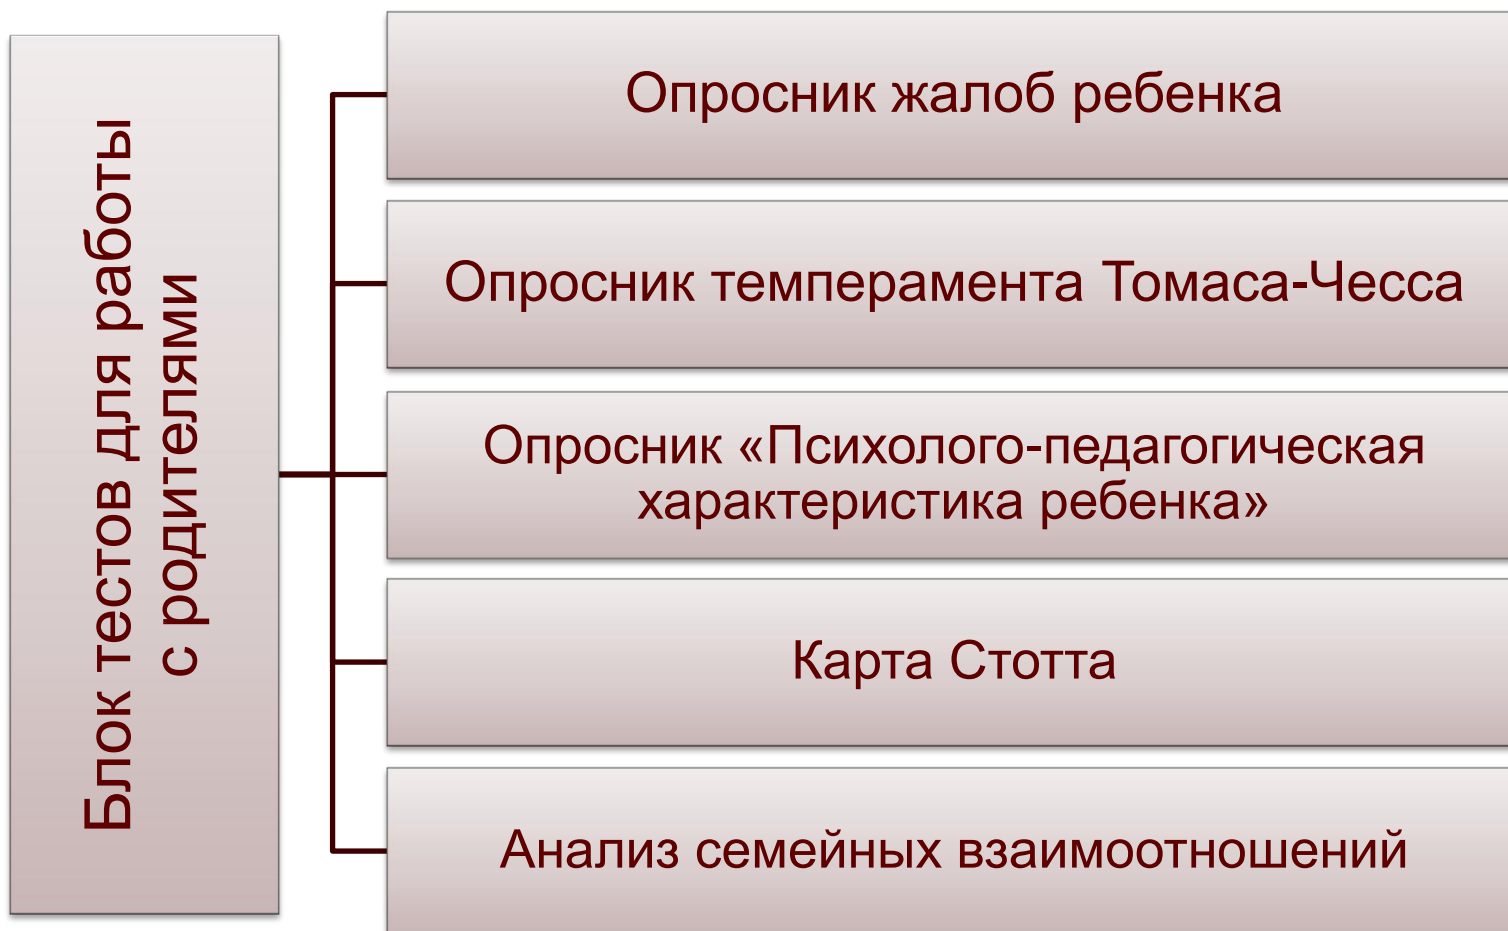 Блок тестов для работы
с родителями
Опросник жалоб ребенка
Опросник темперамента Томаса-Чесса
Опросник «Психолого-педагогическая
характеристика ребенка»
Карта Стотта
Анализ семейных взаимоотношений